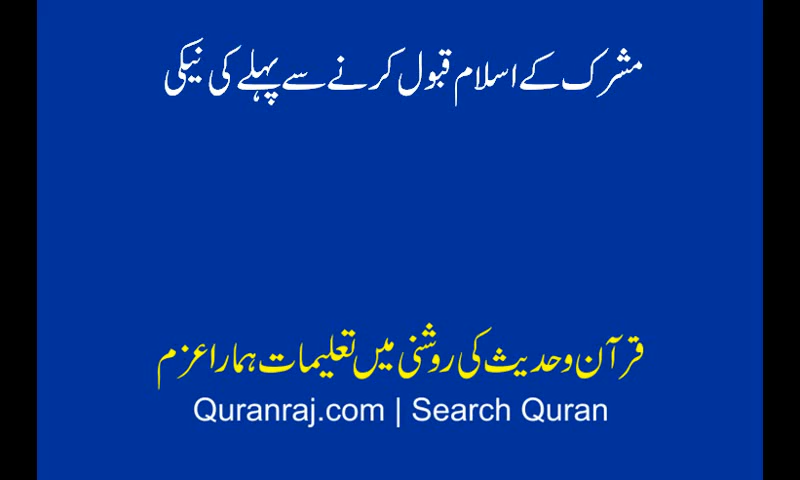 مشرک کے اسلام قبول کرنے سے پہلے کی نیکی
قرآن و حدیث کی روشنی میں تعلیمات ہمارا عزم
Quranraj.com | Search Quran